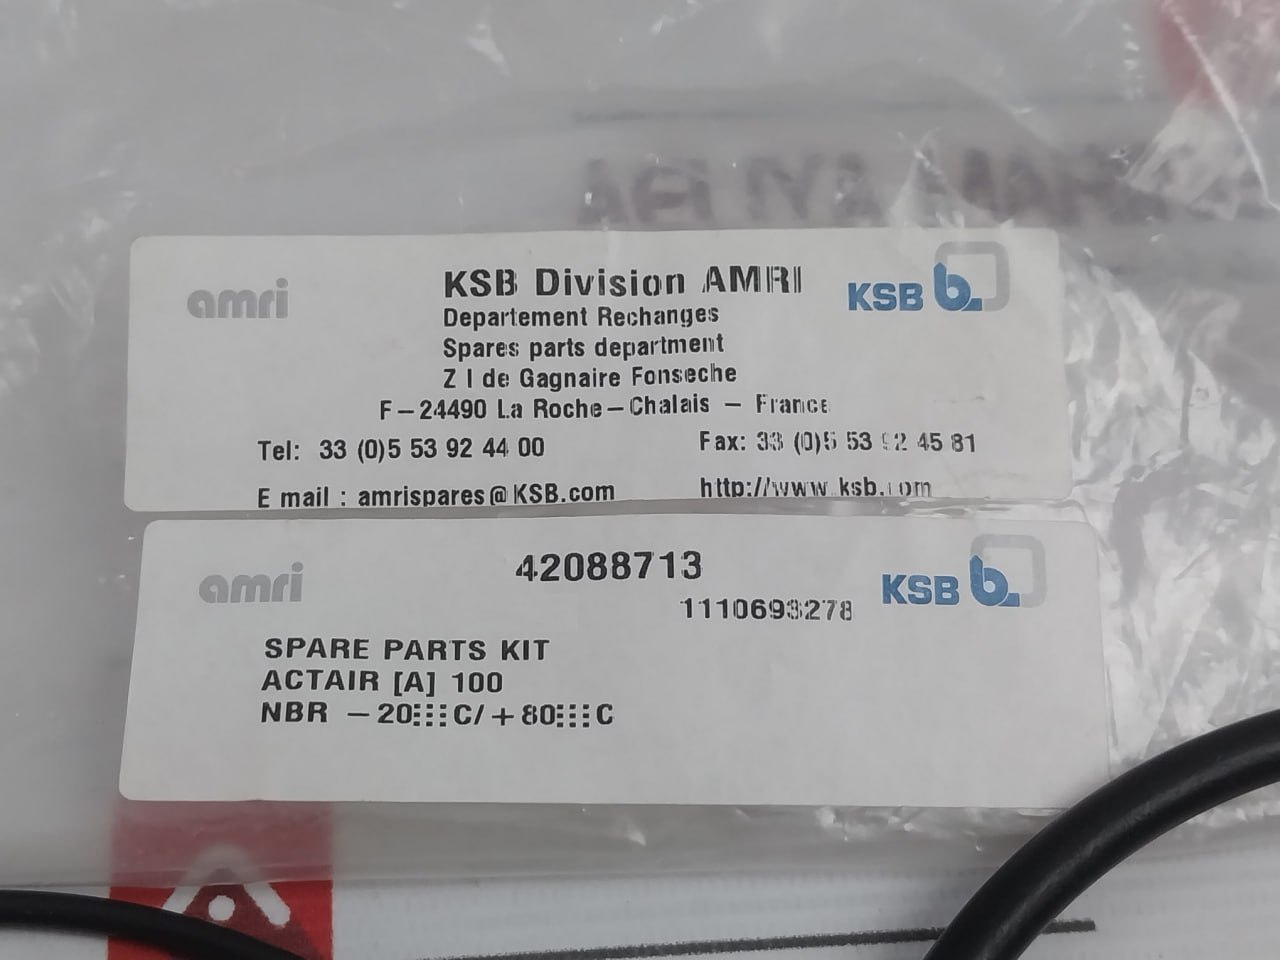 amri
KSB Division AMRI
KSB b.
Departement Rechanges
Spares parts department
Z I de Gagnaire Fonseche
F-24490 La Roche-Chalais - France
Tel: 33 (0)5 53 92 44 00
Fax: 33 (0)5 53 92 45 81
E mail : amrispares@KSB.com
http://www.ksb.com
amri
42088713
KSB b.
1110693278
SPARE PARTS KIT
ACTAIR [A] 100
NBR -20 C/+80 C